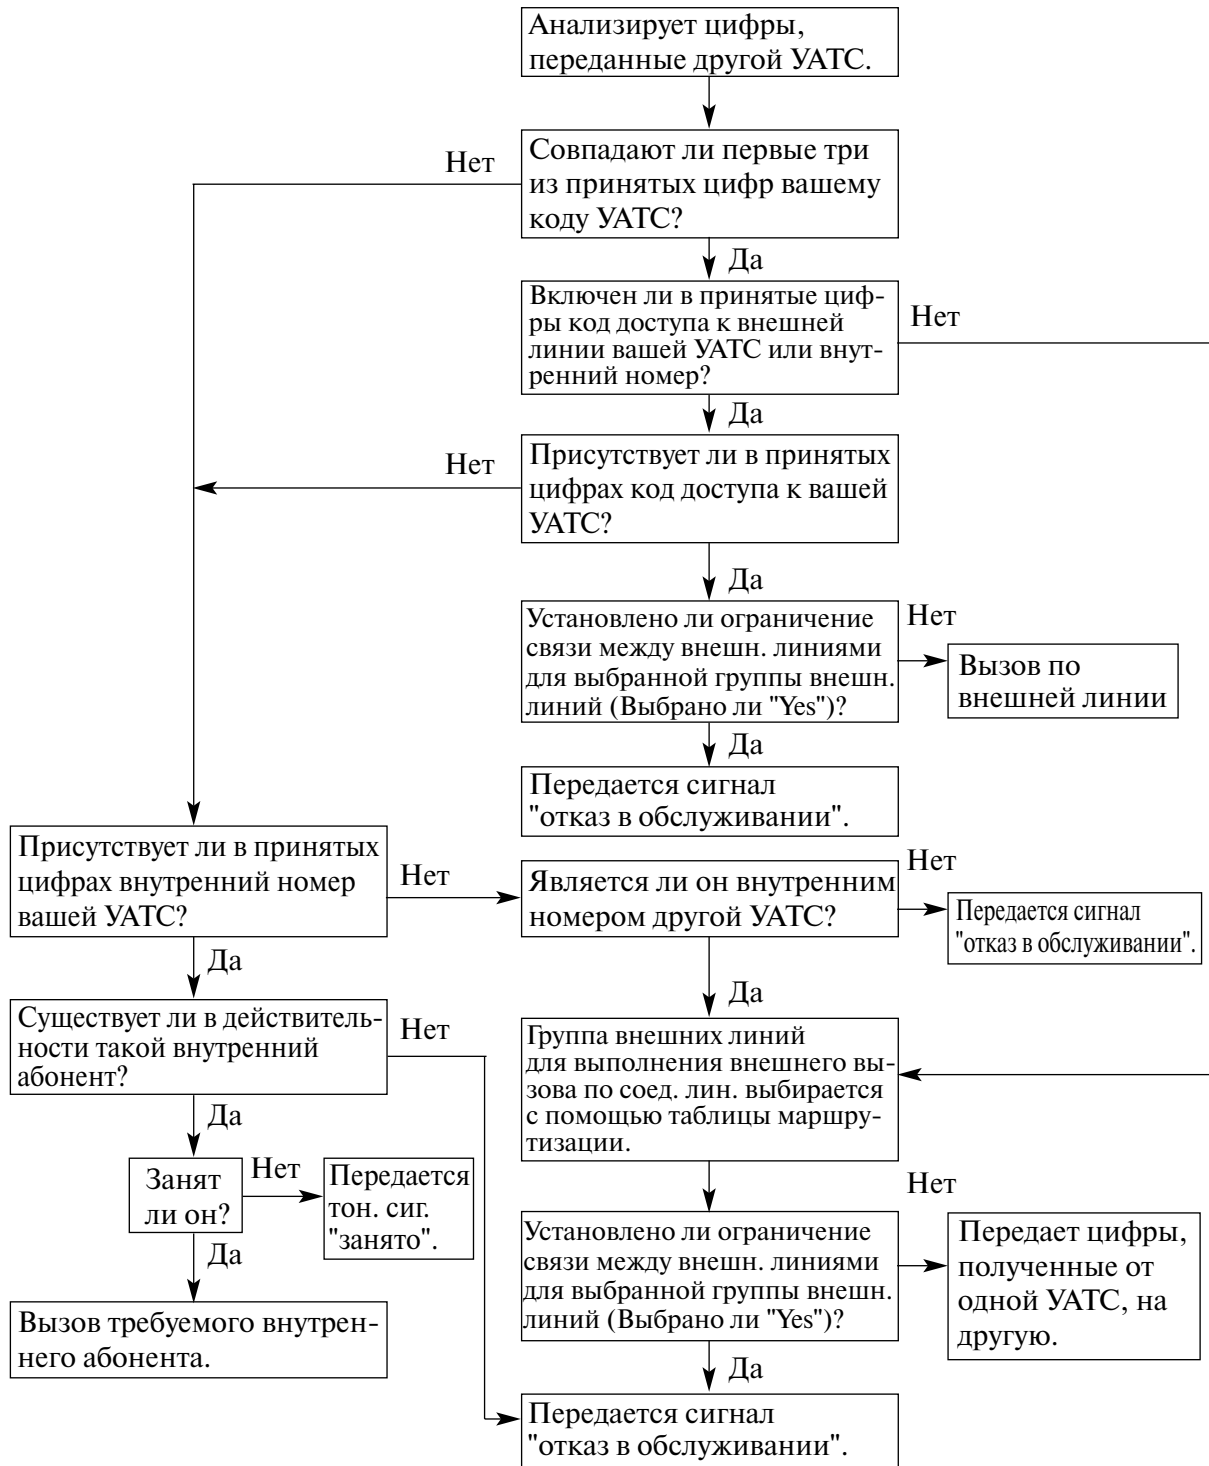 Анализирует цифры,
переданные другой УАТС.
Нет
Совпадают ли первые три
из принятых цифр вашему
коду УАТС?
Да
Включен ли в принятые циф-
ры код доступа к внешней
линии вашей УАТС или внут-
ренний номер?
Нет
Да
Нет
Присутствует ли в принятых
цифрах код доступа к вашей
УАТС?
Да
Установлено ли ограничение
связи между внешн. линиями
для выбранной группы внешн.
линий (Выбрано ли "Yes")?
Нет
Вызов по
внешней линии
Да
Передается сигнал
"отказ в обслуживании".
Присутствует ли в принятых
цифрах внутренний номер
вашей УАТС?
Нет
Является ли он внутренним
номером другой УАТС?
Нет
Передается сигнал
"отказ в обслуживании".
Да
Да
Существует ли в действитель-
ности такой внутренний
абонент?
Нет
Группа внешних линий
для выполнения внешнего вы-
зова по соед. лин. выбирается
с помощью таблицы маршру-
тизации.
Да
Занят
ли он?
Нет
Передается
тон. сиг.
"занято".
Да
Вызов требуемого внутрен-
него абонента.
Установлено ли ограничение
связи между внешн. линиями
для выбранной группы внешн.
линий (Выбрано ли "Yes")?
Нет
Передает цифры,
полученные от
одной УАТС, на
другую.
Да
Передается сигнал
"отказ в обслуживании".